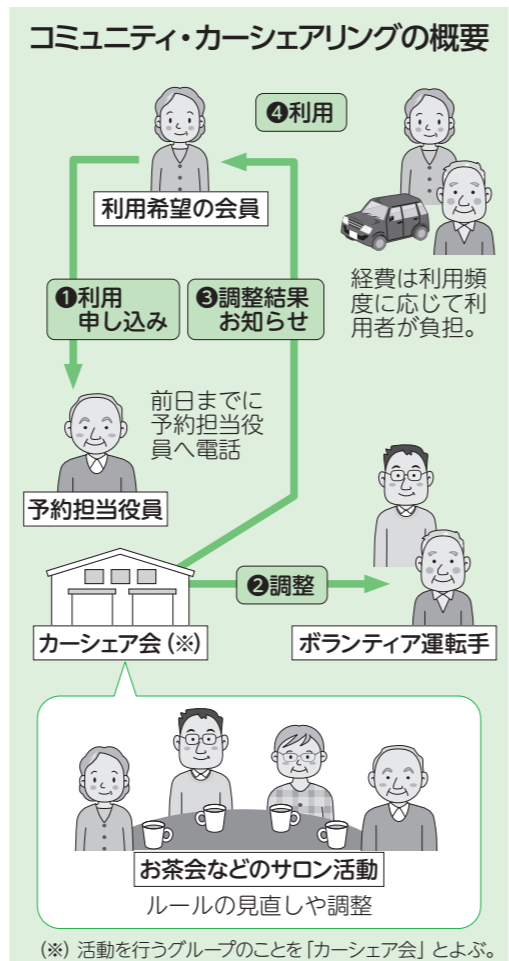 コミュニティ・カーシェアリングの概要
❹利用
利用希望の会員
経費は利用頻
度に応じて利
用者が負担。
❶利用
申し込み
❸調整結果
お知らせ
前日までに
予約担当役
員へ電話
予約担当役員
❷調整
カーシェア会(※)
ボランティア運転手
お茶会などのサロン活動
ルールの見直しや調整
(※) 活動を行うグループのことを「カーシェア会」とよぶ。